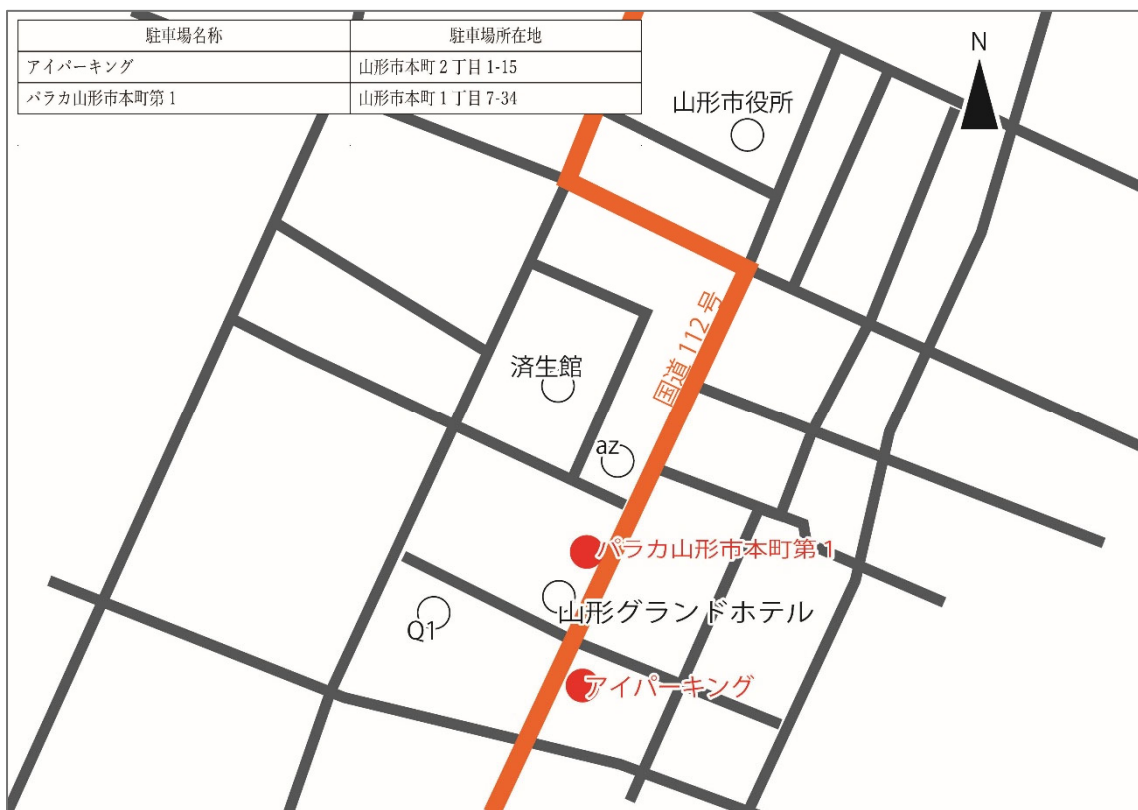 駐車場名称 駐車場所在地
アイパーキング 山形市本町2丁目1-15
パラカ山形市本町第1 山形市本町1丁目7-34
N
山形市役所
国道112号
済生館
az
パラカ山形市本町第1
山形グランドホテル
Q1
アイパーキング